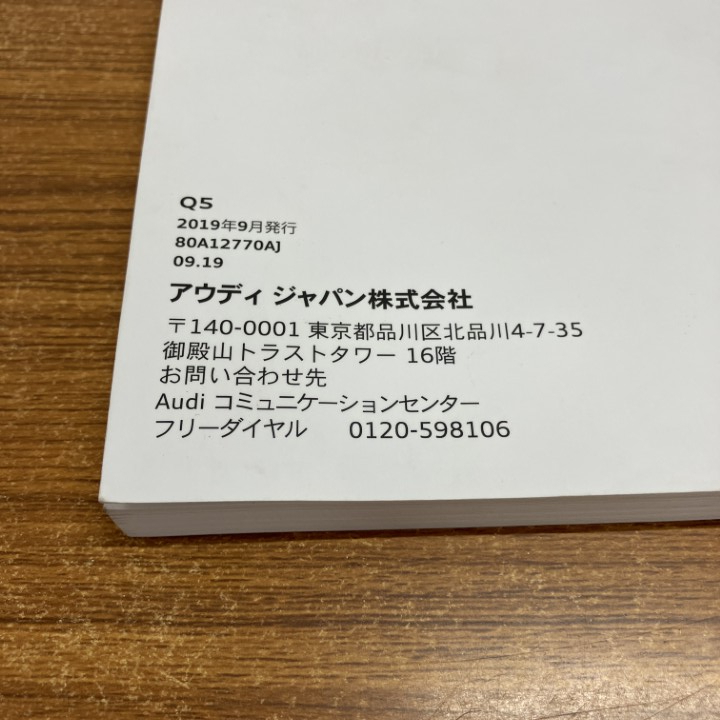 Q5
2019年9月発行
80A12770AJ
09.19
アウディ ジャパン株式会社
〒140-0001 東京都品川区北品川4-7-35
御殿山トラストタワー 16階
お問い合わせ先
Audi コミュニケーションセンター
フリーダイヤル 0120-598106